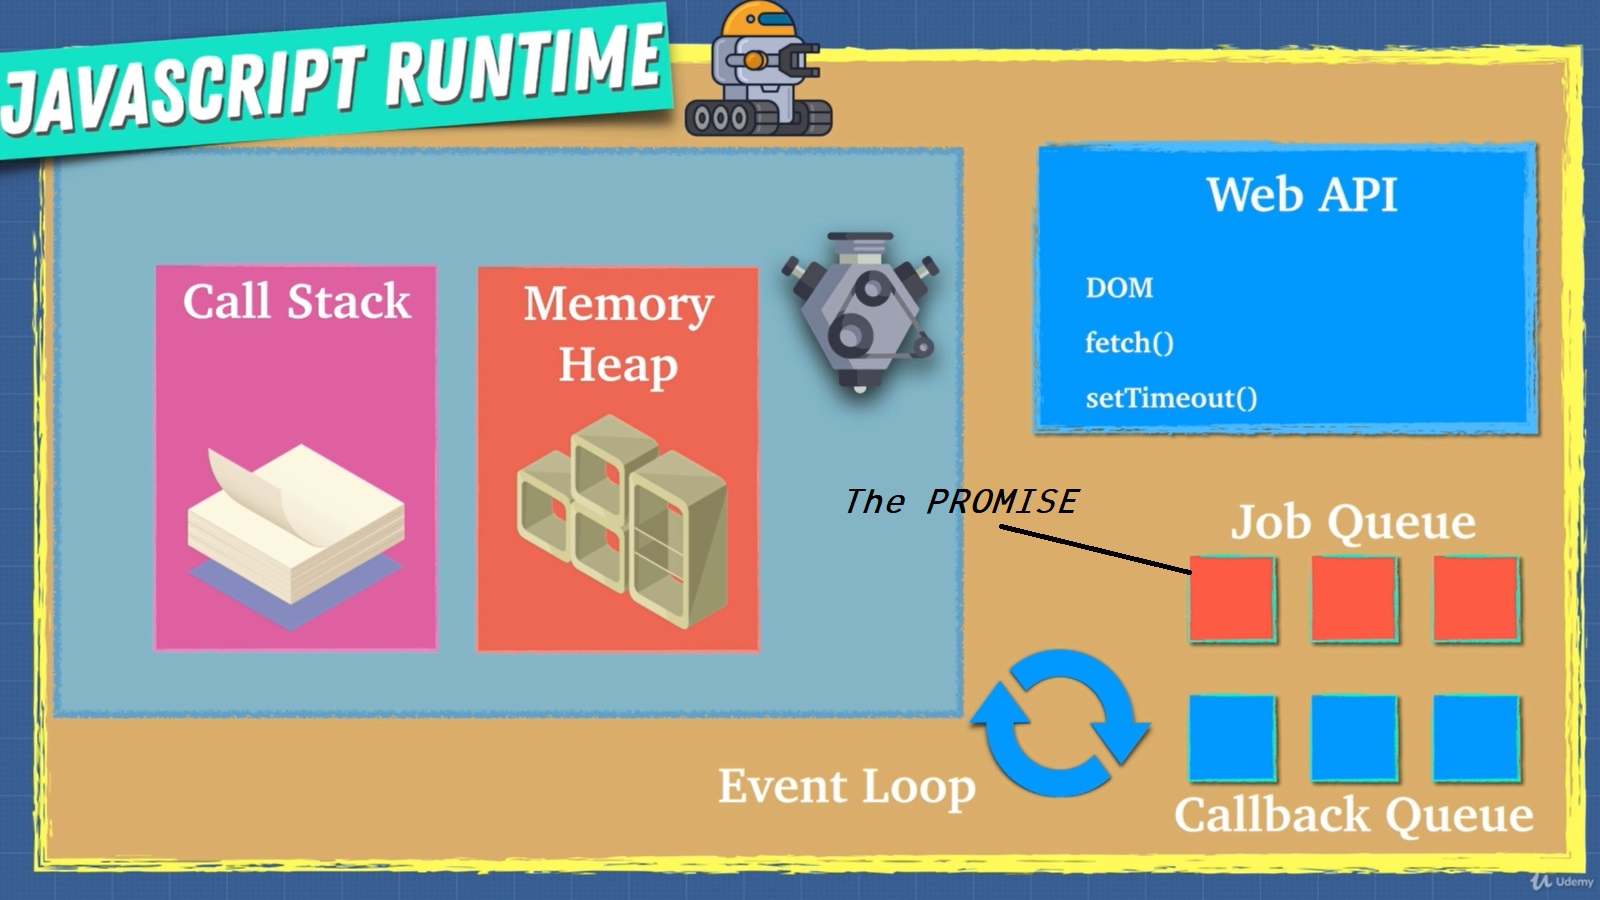 JAVASCRIPT RUNTIME
Call Stack
Memory
Heap
Web API
DOM
fetch()
setTimeout()
The PROMISE
Job Queue
Event Loop
Callback Queue
Udemy